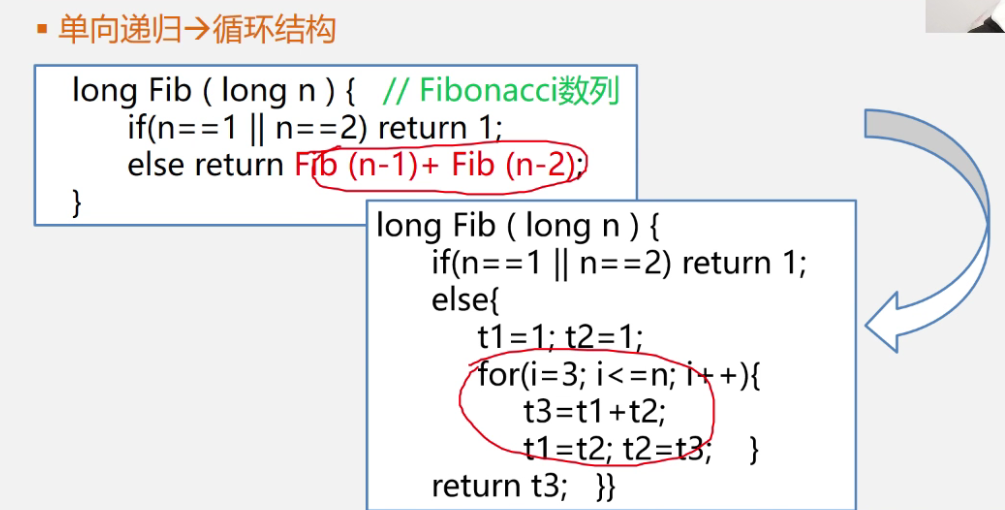 ▪ 单向递归→循环结构
long Fib ( long n ) {   // Fibonacci数列
if(n==1 || n==2) return 1;
else return Fib (n-1)+ Fib (n-2);
}
long Fib ( long n ) {
if(n==1 || n==2) return 1;
else{
t1=1; t2=1;
for(i=3; i<=n; i++){
t3=t1+t2;
t1=t2; t2=t3;   }
return t3;   }}